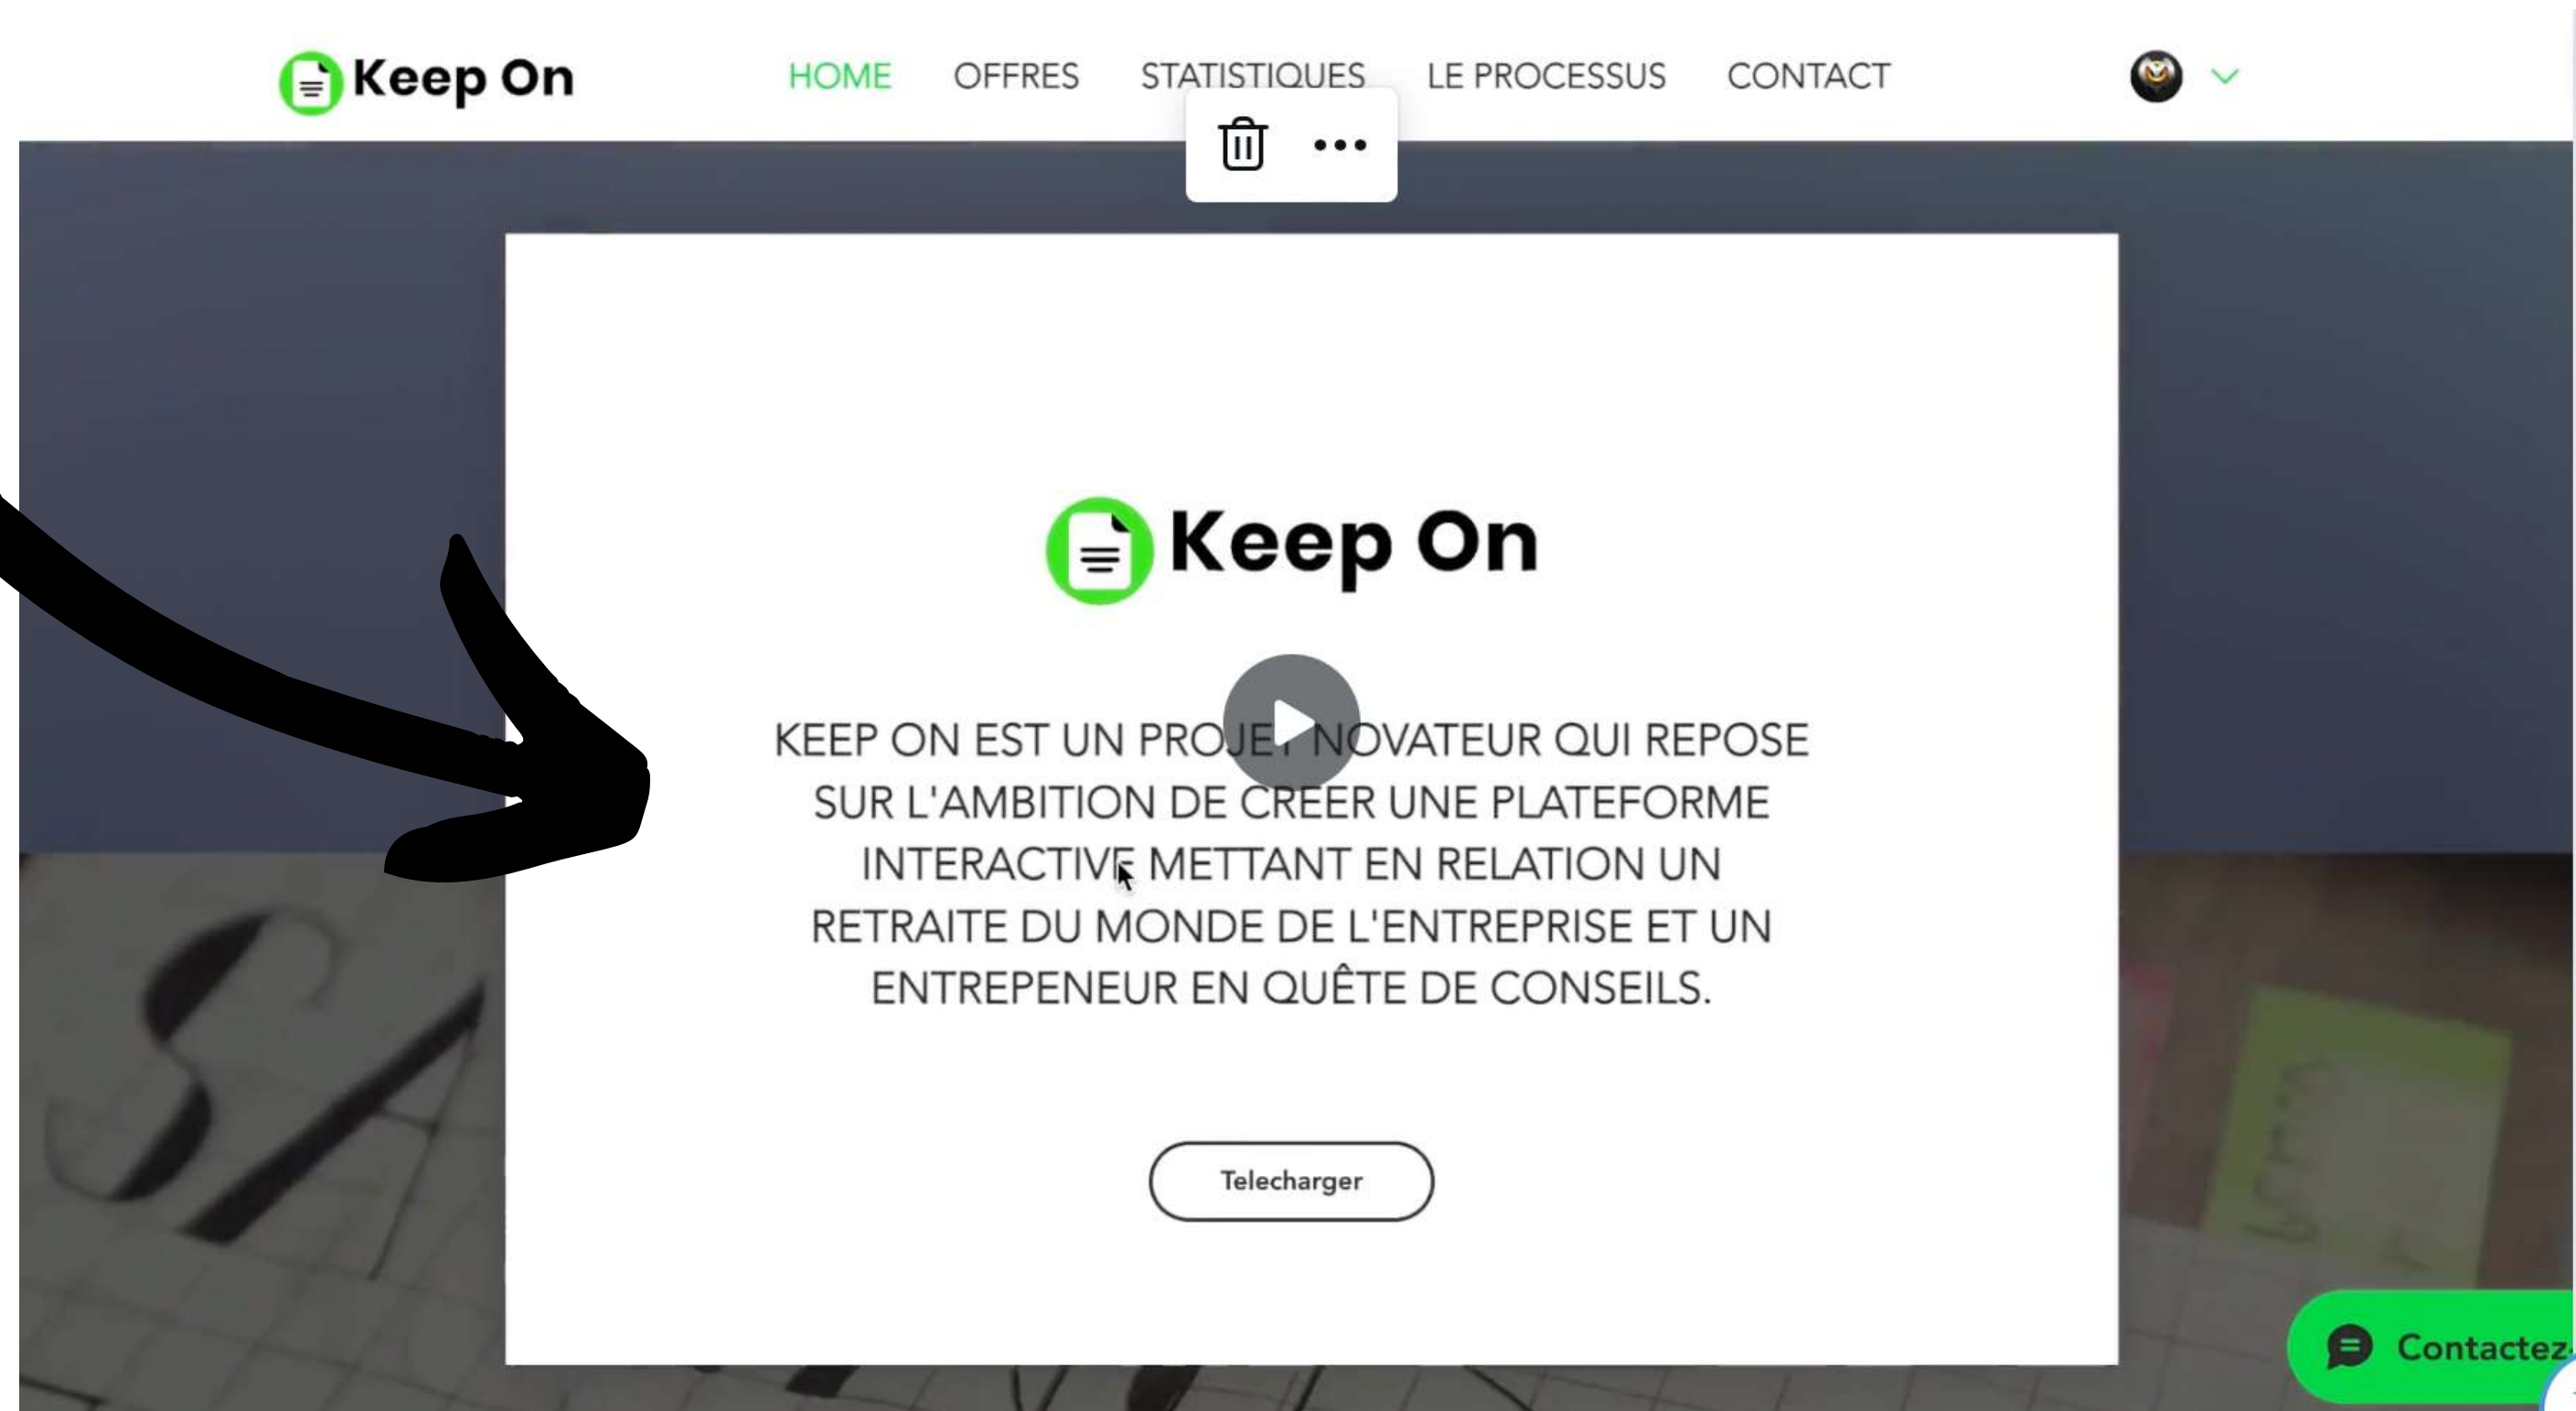 Keep On
HOME OFFRES STATISTIQUES LE PROCESSUS CONTACT
Keep On
KEEP ON EST UN PROJET NOVATEUR QUI REPOSE
SUR L'AMBITION DE CREER UNE PLATEFORME
INTERACTIVE METTANT EN RELATION UN
RETRAITE DU MONDE DE L'ENTREPRISE ET UN
ENTREPENEUR EN QUÊTE DE CONSEILS.
Telecharger
SA
Contactez